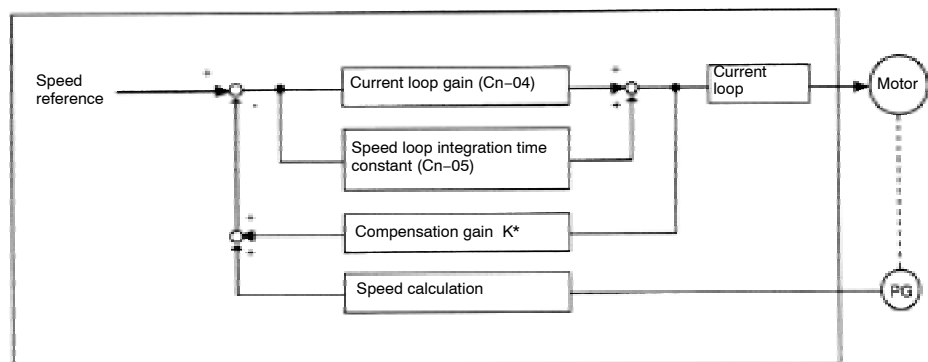 Speed
reference
+
-
Current loop gain (Cn-04)
+
+
Current
loop
Motor
Speed loop integration time
constant (Cn-05)
+
+
Compensation gain K*
Speed calculation
PG